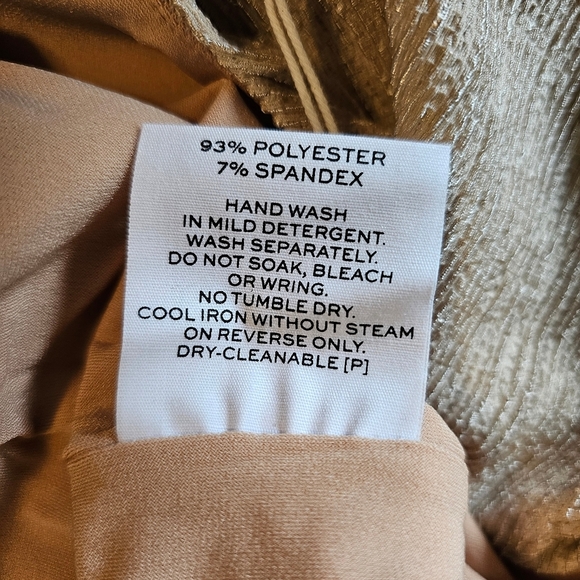 93% POLYESTER
7% SPANDEX
HAND WASH
IN MILD DETERGENT.
WASH SEPARATELY.
DO NOT SOAK, BLEACH
OR WRING.
NO TUMBLE DRY.
COOL IRON WITHOUT STEAM
ON REVERSE ONLY.
DRY-CLEANABLE [P]